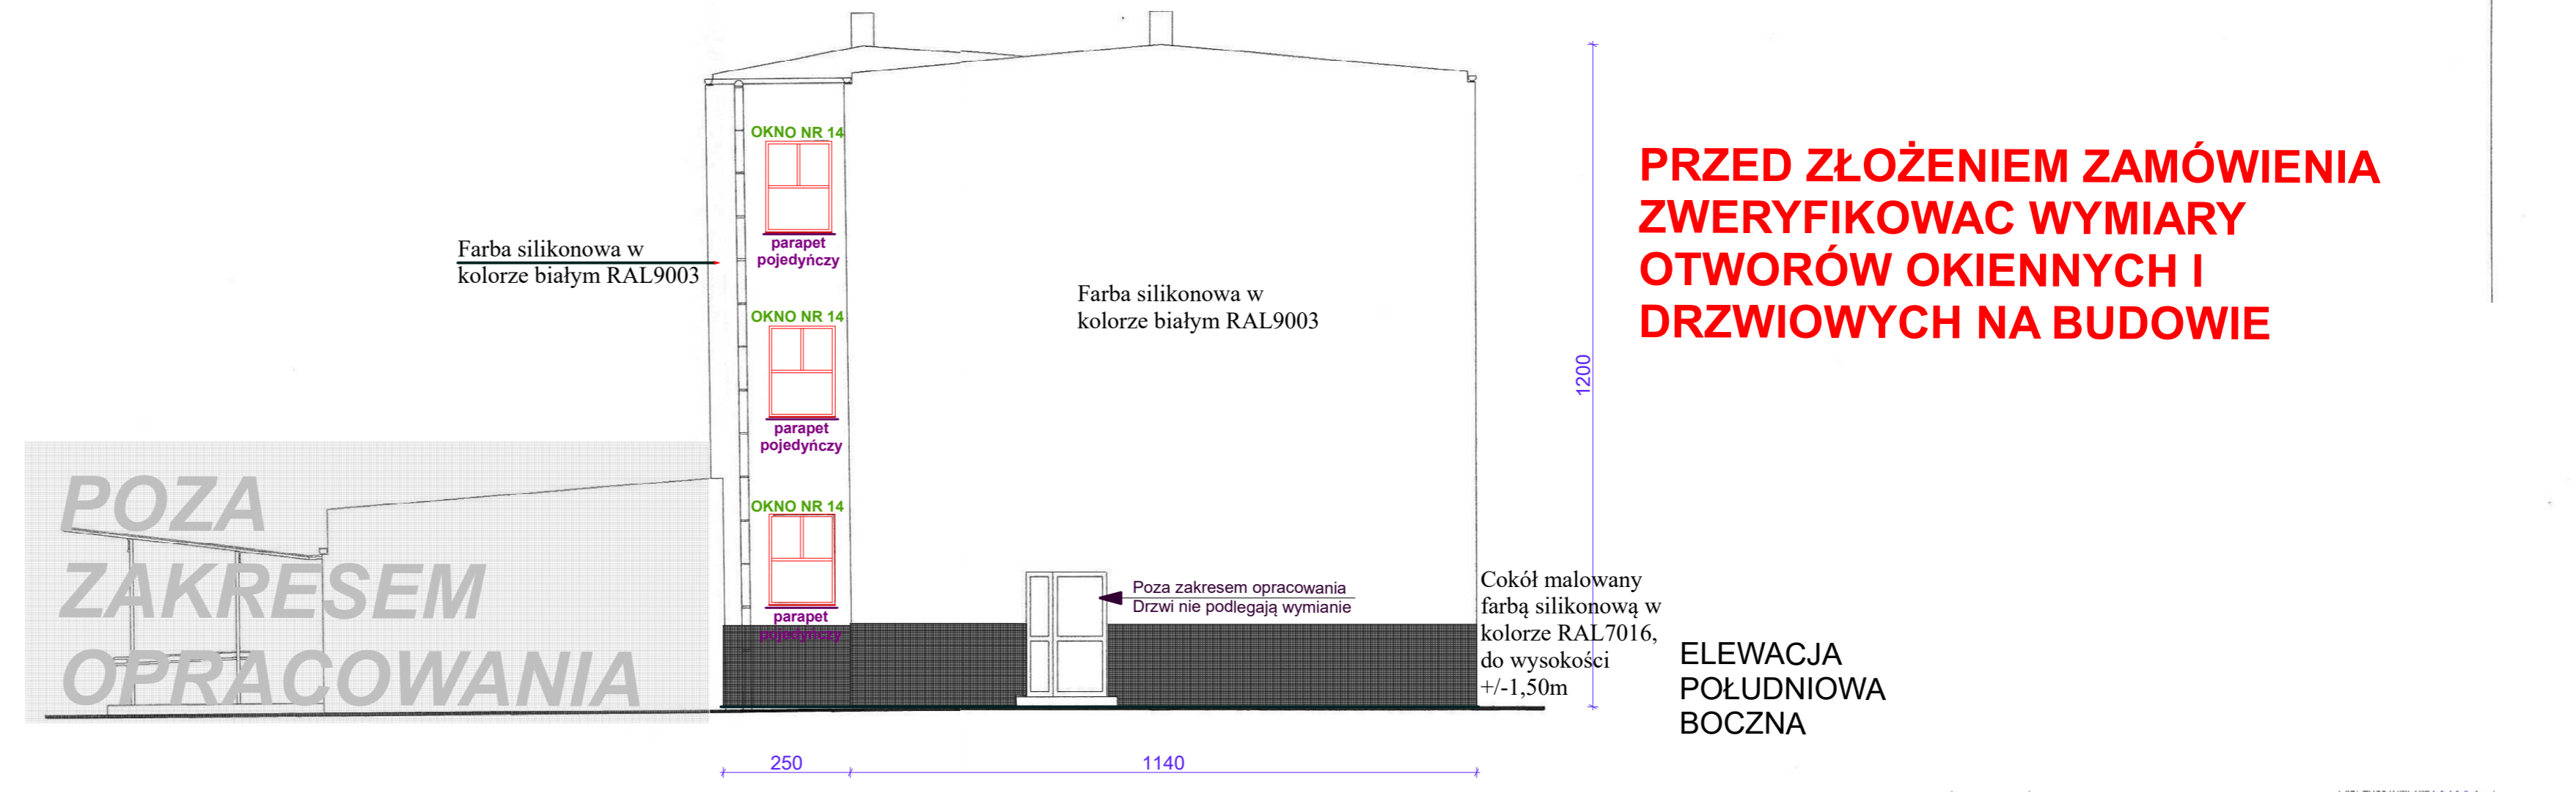 OKNO NR 14
parapet
pojedyńczy
Farba silikonowa w
kolorze białym RAL9003
OKNO NR 14
parapet
pojedyńczy
OKNO NR 14
parapet
pojedyńczy
Farba silikonowa w
kolorze białym RAL9003
PRZED ZŁOŻENIEM ZAMÓWIENIA
ZWERYFIKOWAC WYMIARY
OTWORÓW OKIENNYCH I
DRZWIOWYCH NA BUDOWIE
1200
POZA
ZAKRESEM
OPRACOWANIA
Poza zakresem opracowania
Drzwi nie podlegają wymianie
Cokół malowany
farbą silikonową w
kolorze RAL7016,
do wysokości
+/-1,50m
ELEWACJA
POŁUDNIOWA
BOCZNA
250
1140